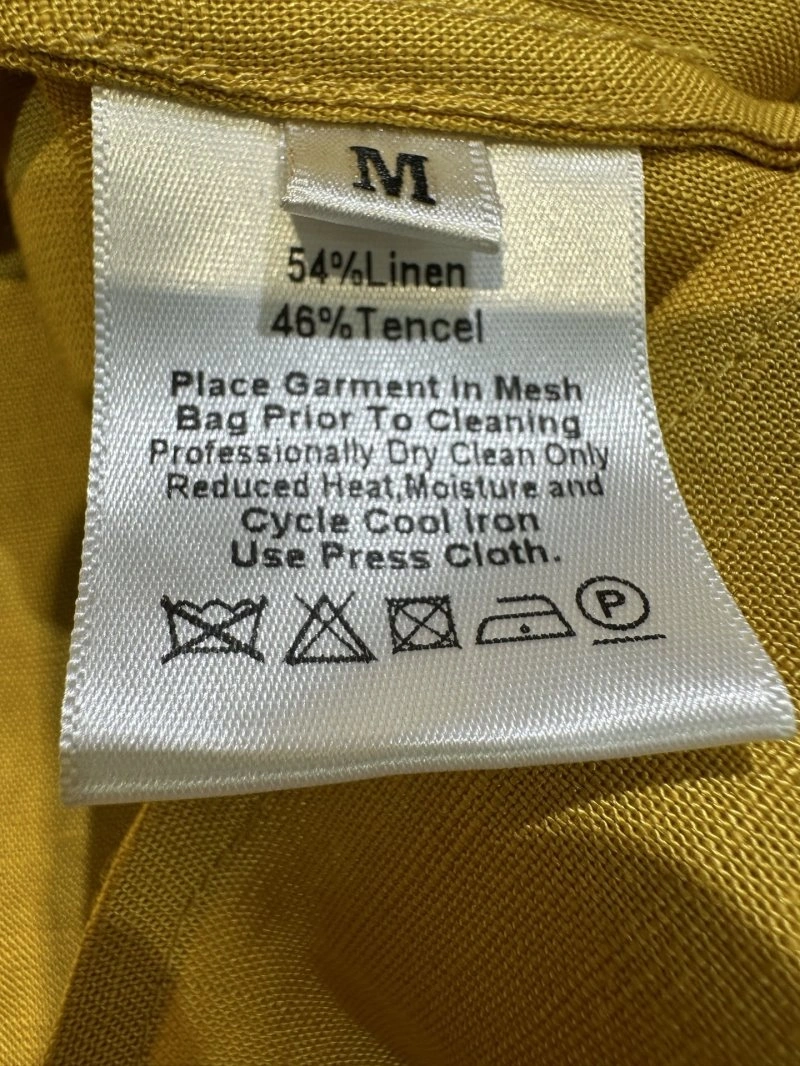 M
54%Linen
46%Tencel
Place Garment in Mesh
Bag Prior To Cleaning
Professionally Dry Clean Only
Reduced Heat,Moisture and
Cycle Cool Iron
Use Press Cloth.
P